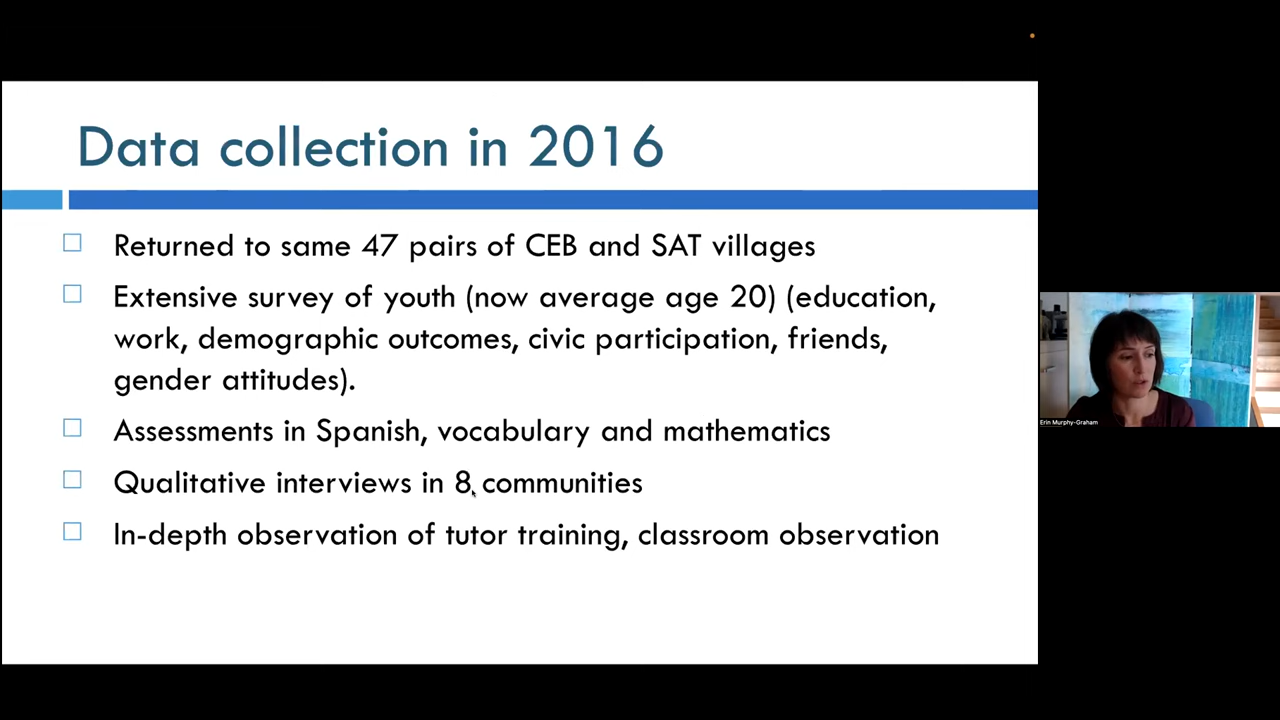 Data collection in 2016
Returned to same 47 pairs of CEB and SAT villages
Extensive survey of youth (now average age 20) (education,
work, demographic outcomes, civic participation, friends,
gender attitudes).
Assessments in Spanish, vocabulary and mathematics
Qualitative interviews in 8 communities
In-depth observation of tutor training, classroom observation
Erin Murphy-Graham